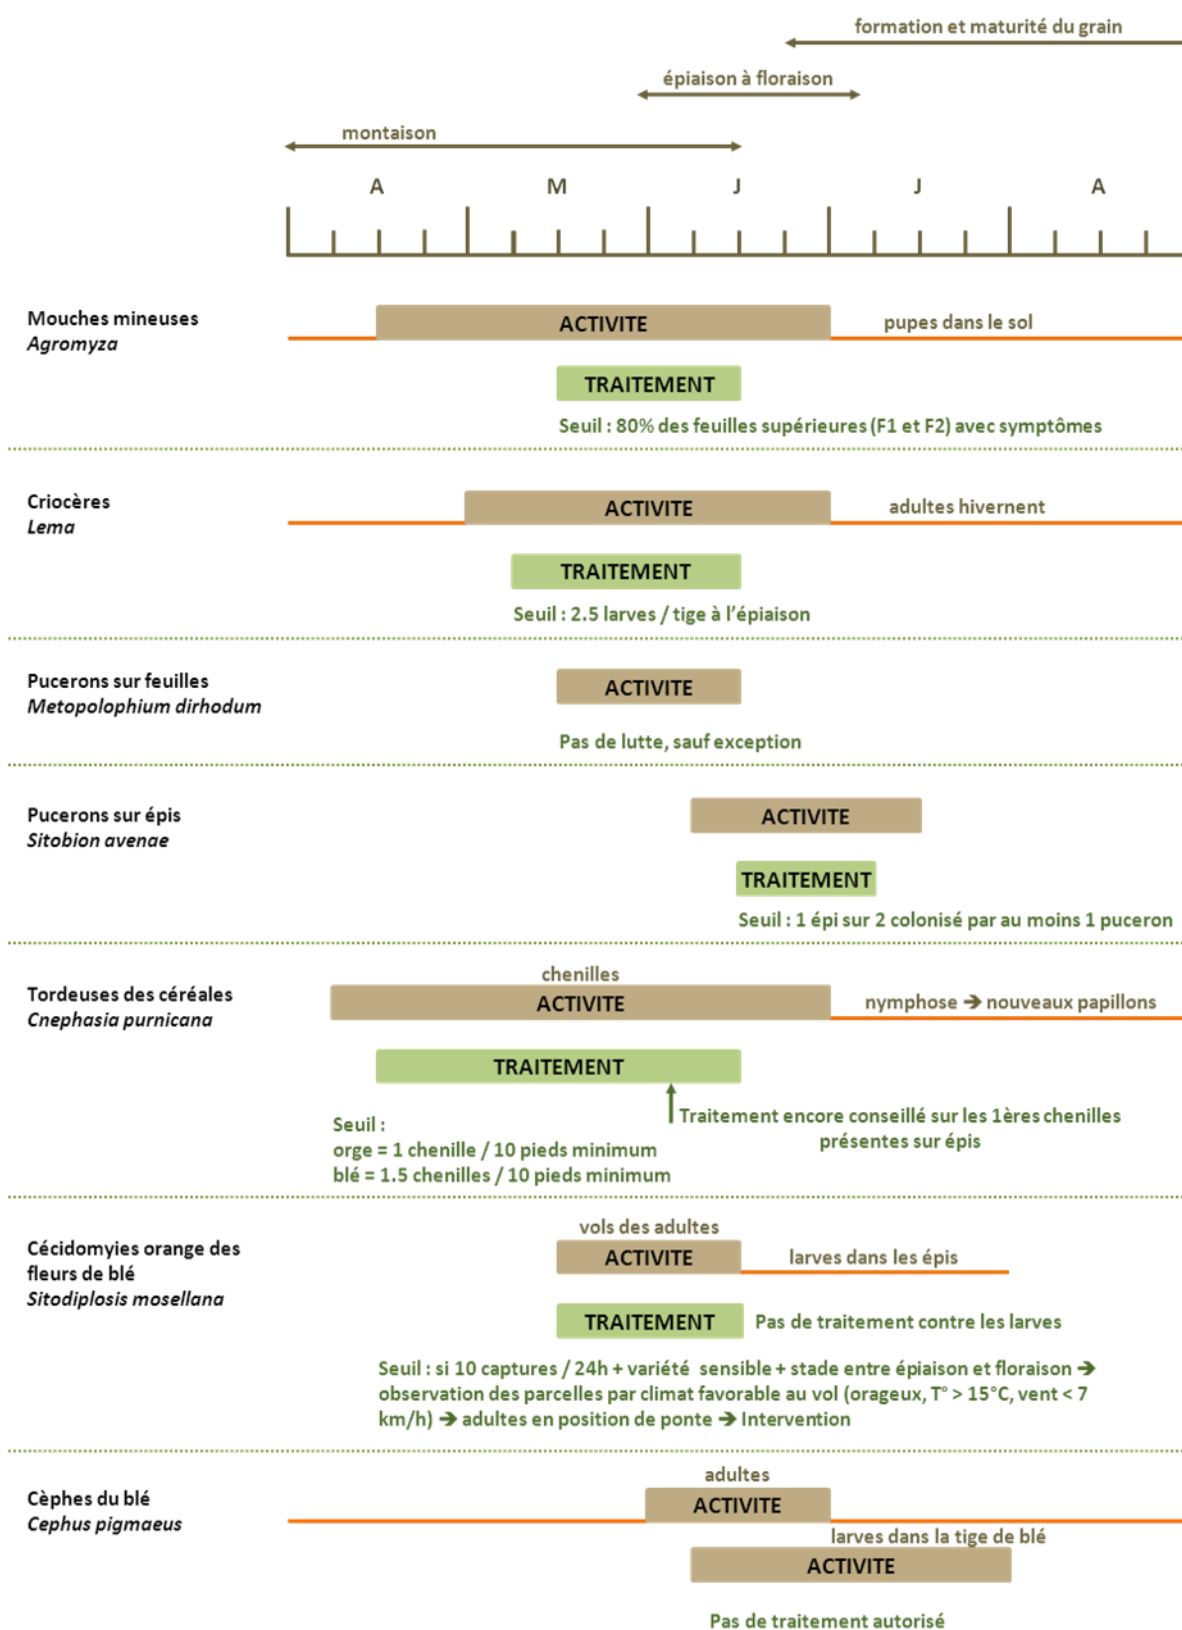 formation et maturité du grain
épiaison à floraison
montaison
A M J J A
Mouches mineuses
Agromyza
ACTIVITE
pupes dans le sol
TRAITEMENT
Seuil : 80% des feuilles supérieures (F1 et F2) avec symptômes
Criocères
Lema
ACTIVITE
adultes hivernent
TRAITEMENT
Seuil : 2.5 larves / tige à l’épiaison
Pucerons sur feuilles
Metopolophium dirhodum
ACTIVITE
Pas de lutte, sauf exception
Pucerons sur épis
Sitobion avenae
ACTIVITE
TRAITEMENT
Seuil : 1 épi sur 2 colonisé par au moins 1 puceron
Tordeuses des céréales
Cnephasia purnicana
chenilles
ACTIVITE
nymphose ➔ nouveaux papillons
TRAITEMENT
Traitement encore conseillé sur les 1ères chenilles
présentes sur épis
Seuil :
orge = 1 chenille / 10 pieds minimum
blé = 1.5 chenilles / 10 pieds minimum
Cécidomyies orange des
fleurs de blé
Sitodiplosis mosellana
vols des adultes
ACTIVITE
larves dans les épis
TRAITEMENT
Pas de traitement contre les larves
Seuil : si 10 captures / 24h + variété sensible + stade entre épiaison et floraison ➔
observation des parcelles par climat favorable au vol (orageux, T° > 15°C, vent < 7
km/h) ➔ adultes en position de ponte ➔ Intervention
Cèphes du blé
Cephus pigmaeus
adultes
ACTIVITE
larves dans la tige de blé
ACTIVITE
Pas de traitement autorisé